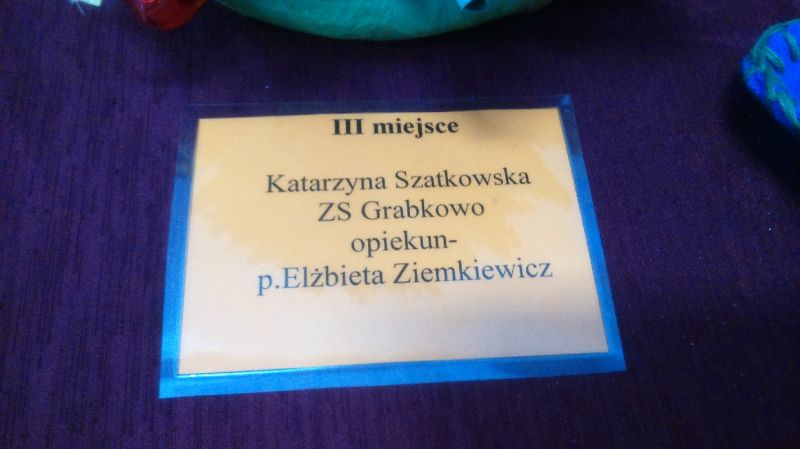 III miejsce
Katarzyna Szatkowska
ZS Grabkowo
opiekun-
p.Elżbieta Ziemkiewicz